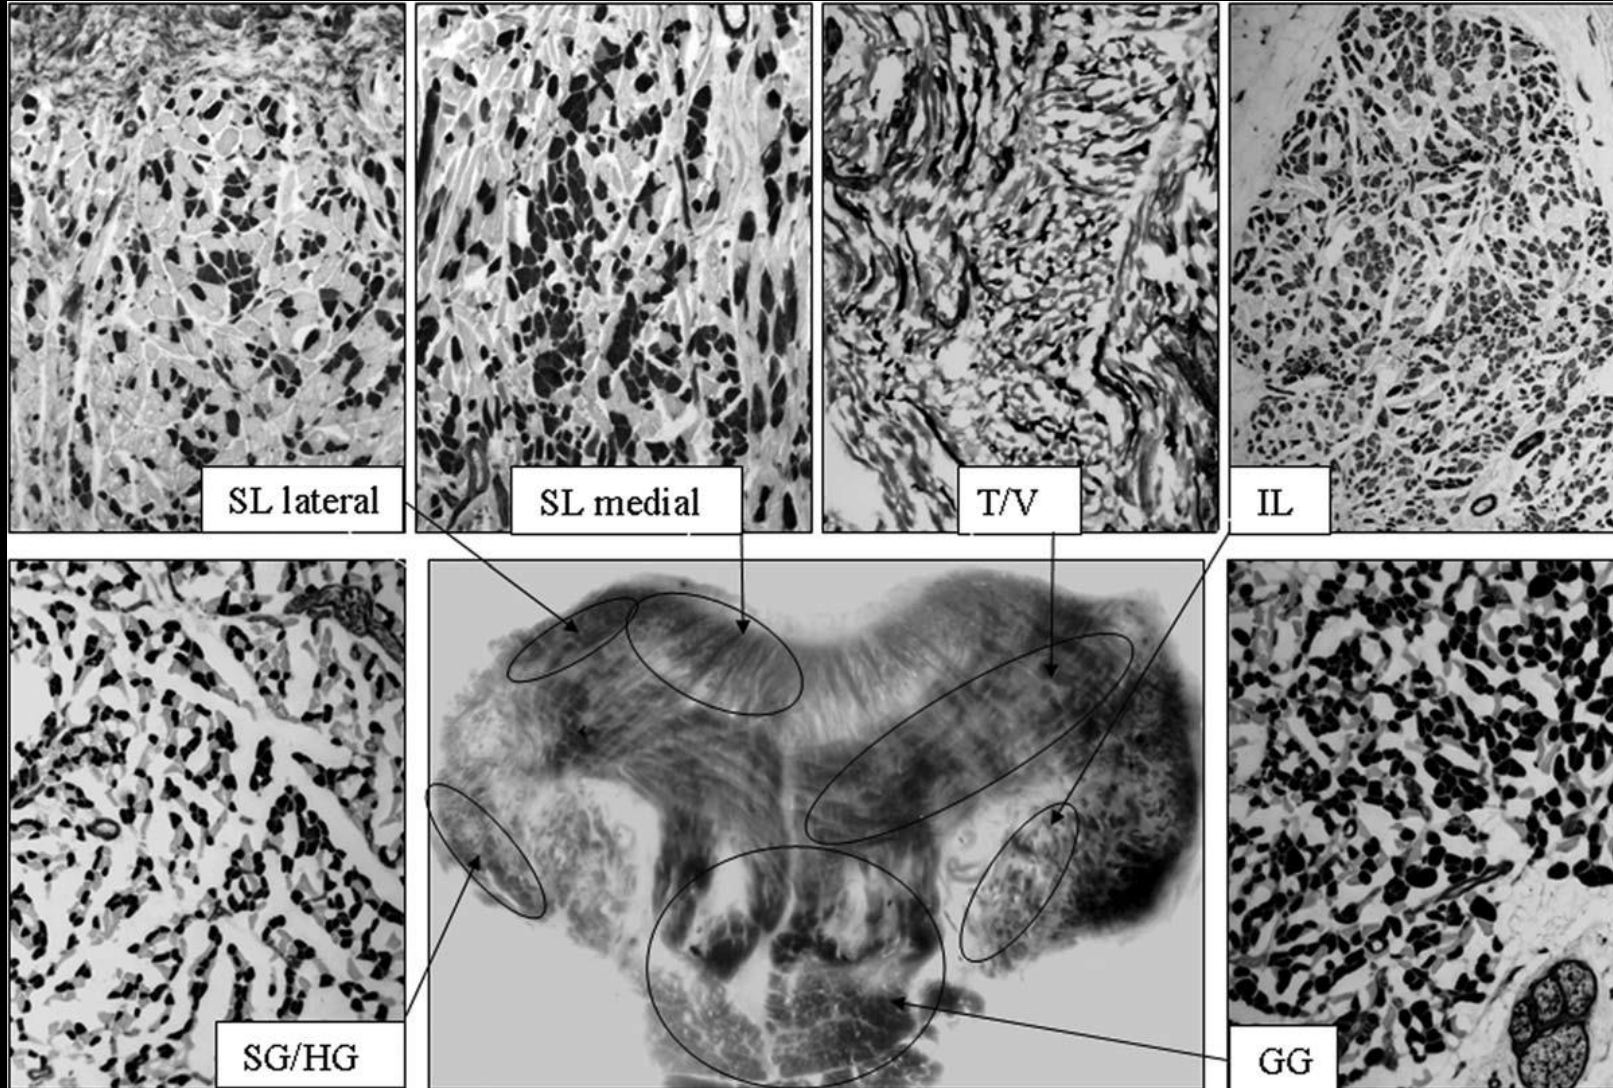 SL lateral
SL medial
T/V
IL
SG/HG
GG